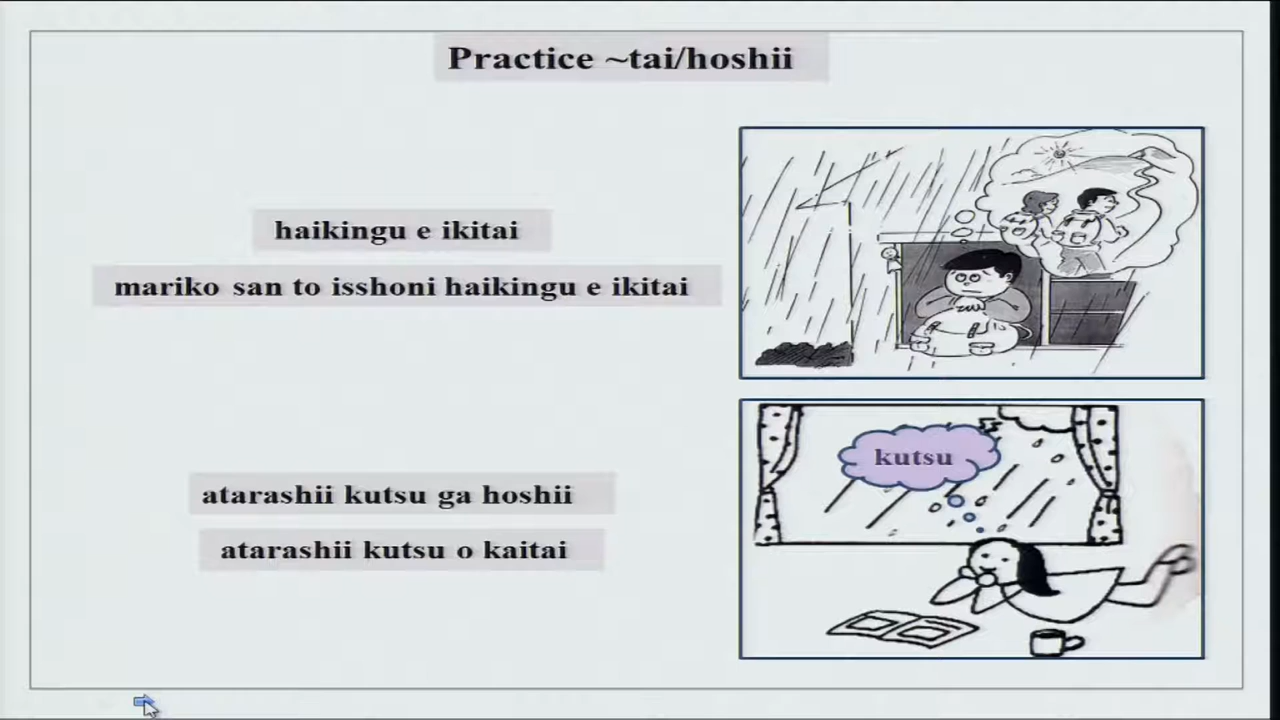 Practice ~tai/hoshii
haikingu e ikitai
mariko san to isshoni haikingu e ikitai
kutsu
atarashii kutsu ga hoshii
atarashii kutsu o kaitai